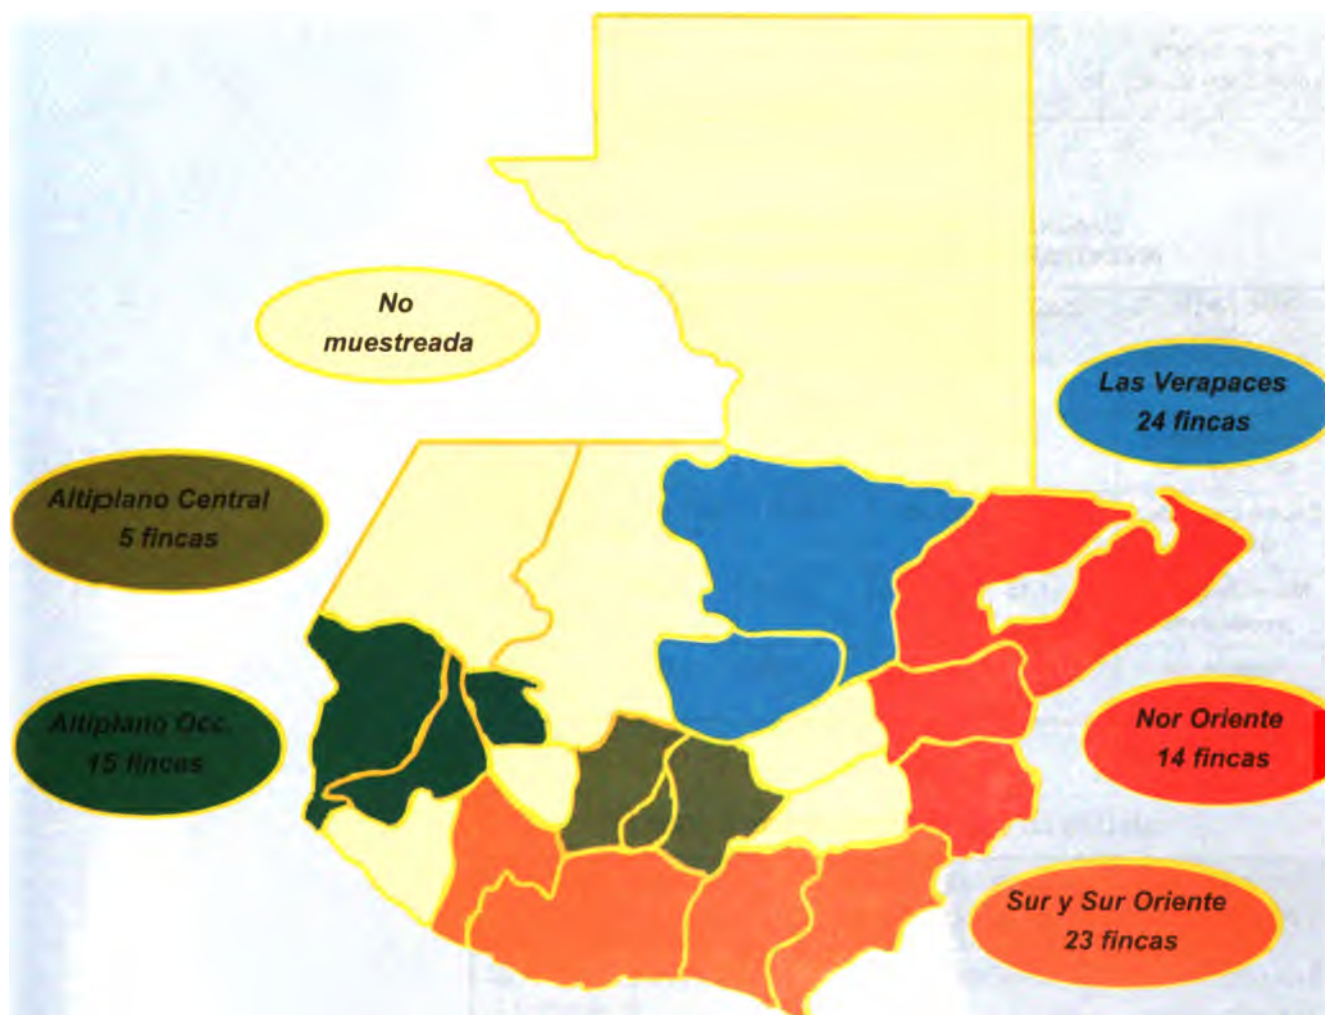 No
muestreada
Las Verapaces
24 fincas
Altiplano Central
5 fincas
Altiplano Occ.
15 fincas
Nor Oriente
14 fincas
Sur y Sur Oriente
23 fincas